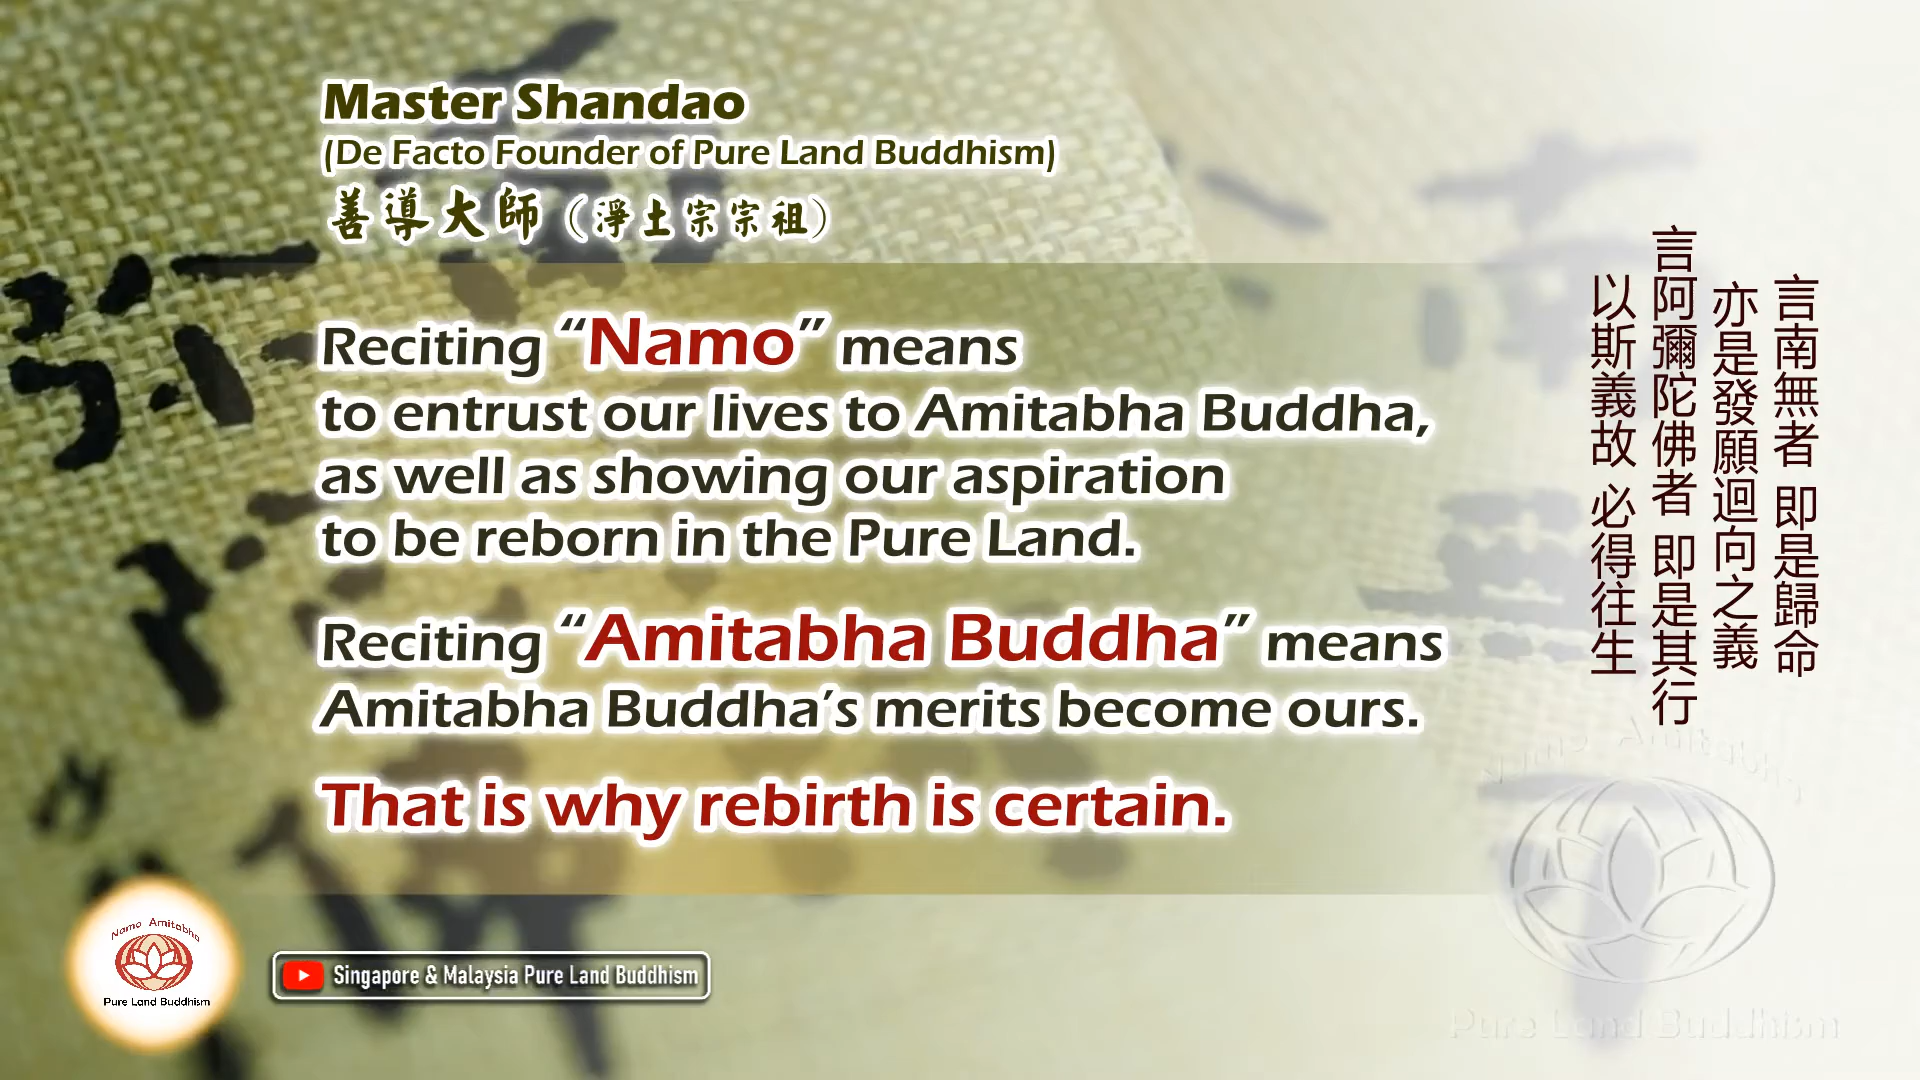 Master Shandao
(De Facto Founder of Pure Land Buddhism)
善導大師（淨土宗宗祖）
Reciting “Namo” means
to entrust our lives to Amitabha Buddha,
as well as showing our aspiration
to be reborn in the Pure Land.
Reciting “Amitabha Buddha” means
Amitabha Buddha’s merits become ours.
That is why rebirth is certain.
言南無者 即是歸命
亦是發願迴向之義
言阿彌陀佛者 即是其行
以斯義故 必得往生
Namo Amitabha
Pure Land Buddhism
Namo Amitabha
Pure Land Buddhism
Singapore & Malaysia Pure Land Buddhism